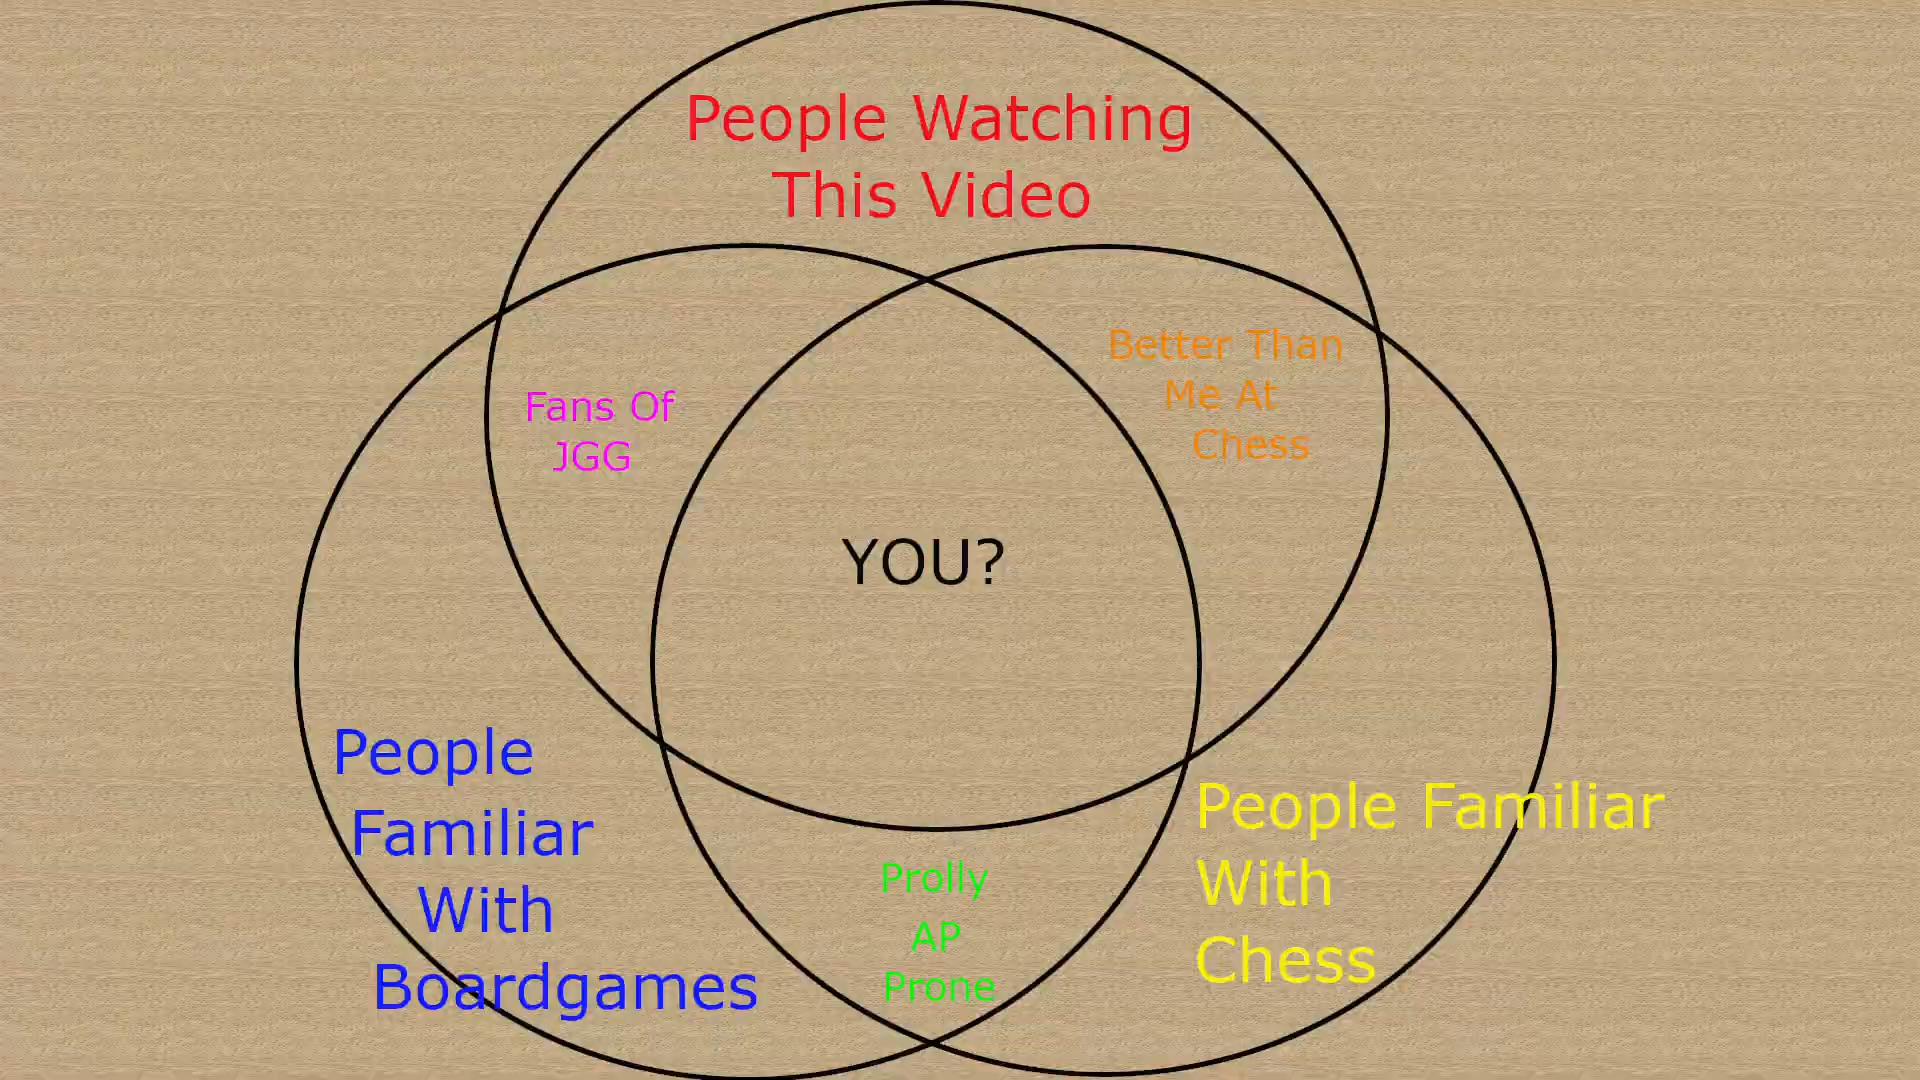 People Watching
This Video
Fans Of
JGG
Better Than
Me At
Chess
YOU?
People
Familiar
With
Boardgames
Prolly
AP
Prone
People Familiar
With
Chess